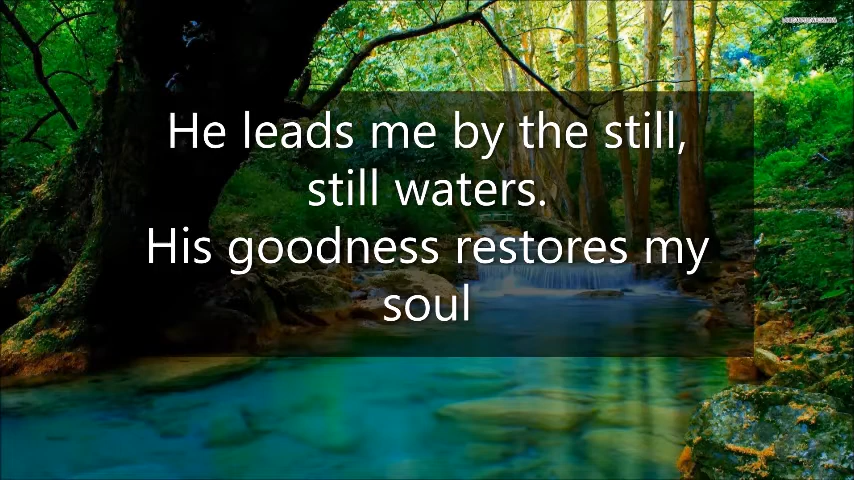 He leads me by the still,
still waters.
His goodness restores my
soul